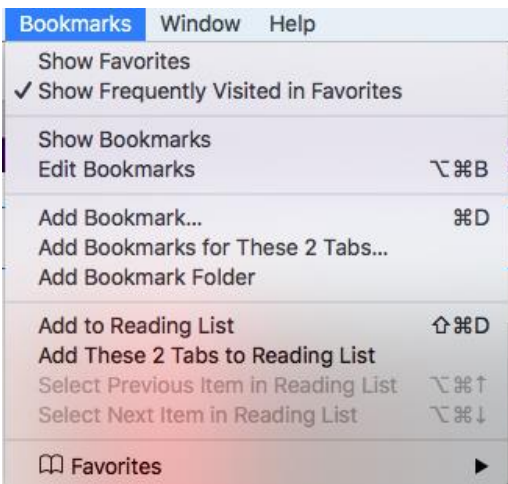 Bookmarks Window Help
Show Favorites
✓ Show Frequently Visited in Favorites
Show Bookmarks
Edit Bookmarks ⌥⌘B
Add Bookmark... ⌘D
Add Bookmarks for These 2 Tabs...
Add Bookmark Folder
Add to Reading List ⇧⌘D
Add These 2 Tabs to Reading List
Select Previous Item in Reading List ⌥⌘↑
Select Next Item in Reading List ⌥⌘↓
Favorites ▶